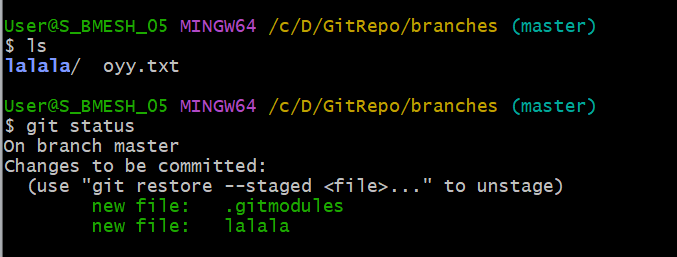 User@S_BMESH_05 MINGW64 /c/D/GitRepo/branches (master)
$ ls
lalala/  oyy.txt
User@S_BMESH_05 MINGW64 /c/D/GitRepo/branches (master)
$ git status
On branch master
Changes to be committed:
  (use "git restore --staged <file>..." to unstage)
        new file:   .gitmodules
        new file:   lalala